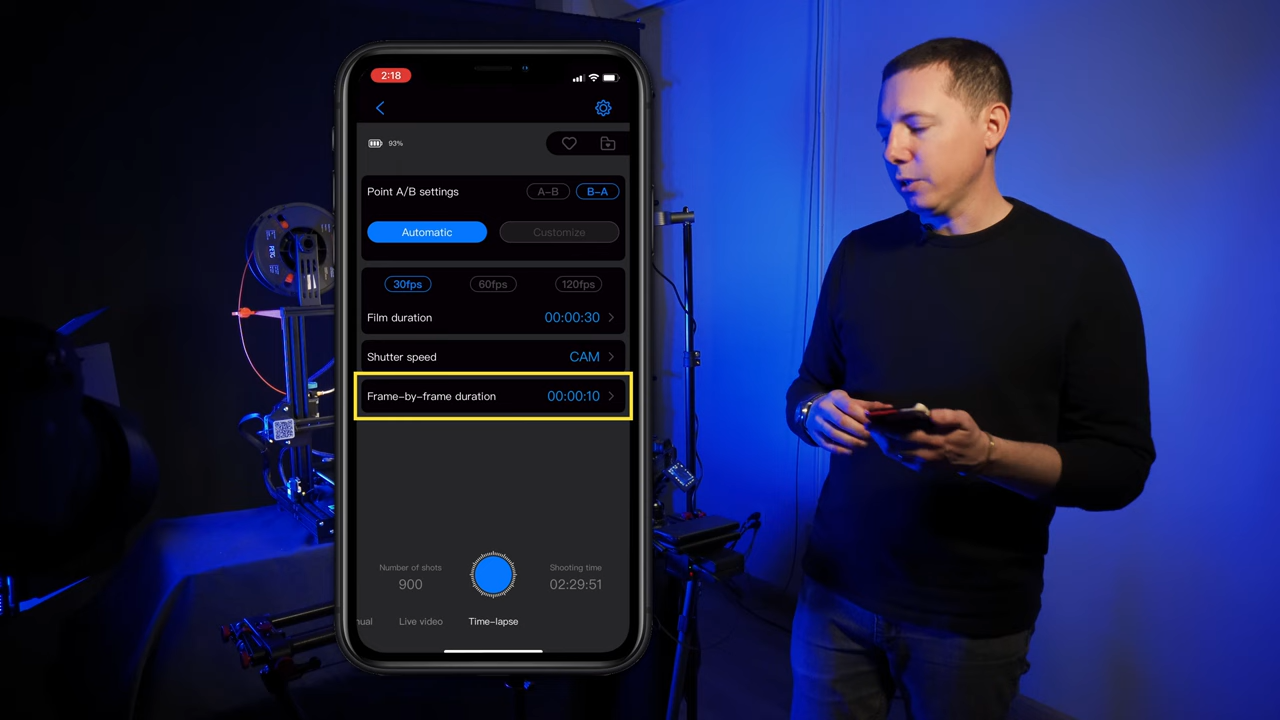 2:18
93%
Point A/B settings A-B B-A
Automatic Customize
30fps 60fps 120fps
Film duration 00:00:30
Shutter speed CAM
Frame-by-frame duration 00:00:10
Number of shots Shooting time
900 02:29:51
nual Live video Time-lapse